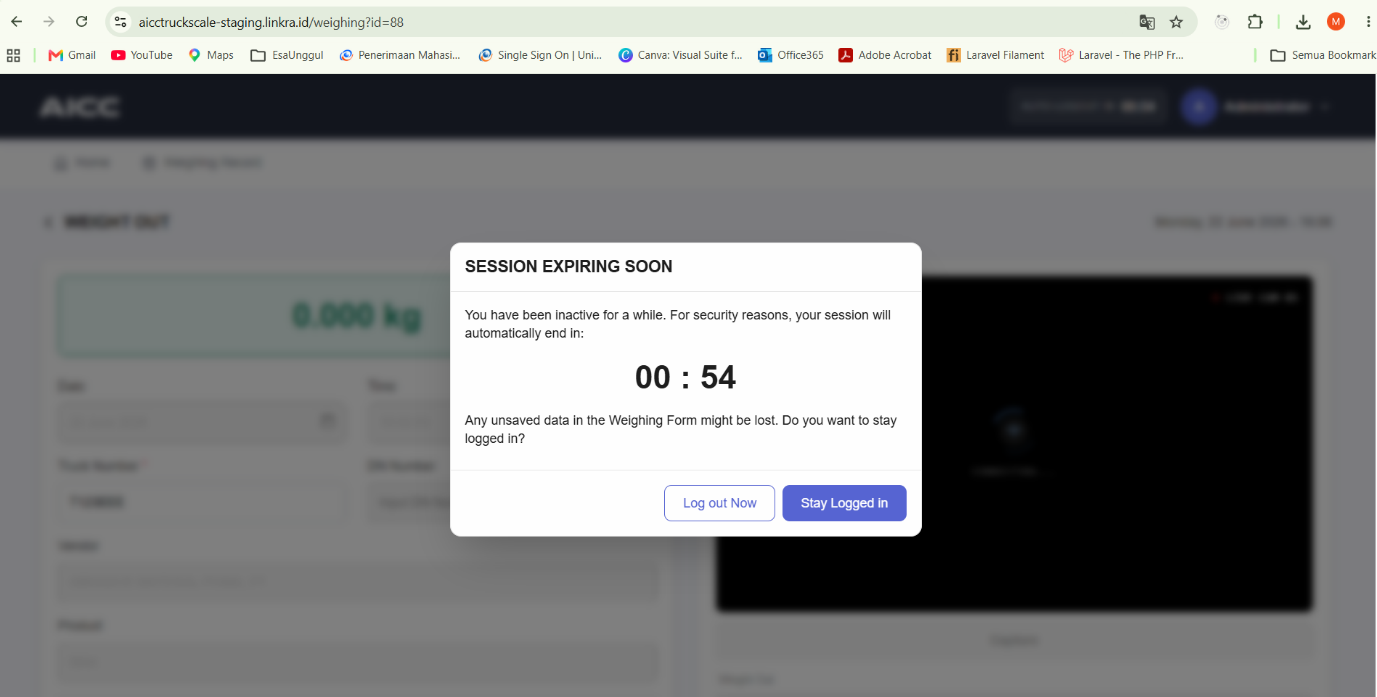 aicctruckscale-staging.linkra.id/weighing?id=88
M
Gmail
YouTube
Maps
EsaUnggul
Penerimaan Mahasi...
Single Sign On | Uni...
Canva: Visual Suite f...
Office365
Adobe Acrobat
Laravel Filament
Laravel - The PHP Fr...
Semua Bookmark
AICC
Administrator
Home
Weighing Record
WEIGHT OUT
0.000 kg
Date
Time
Truck Number *
DN Number
Vendor
Product
SESSION EXPIRING SOON
You have been inactive for a while. For security reasons, your session will
automatically end in:
00 : 54
Any unsaved data in the Weighing Form might be lost. Do you want to stay
logged in?
Log out Now
Stay Logged in